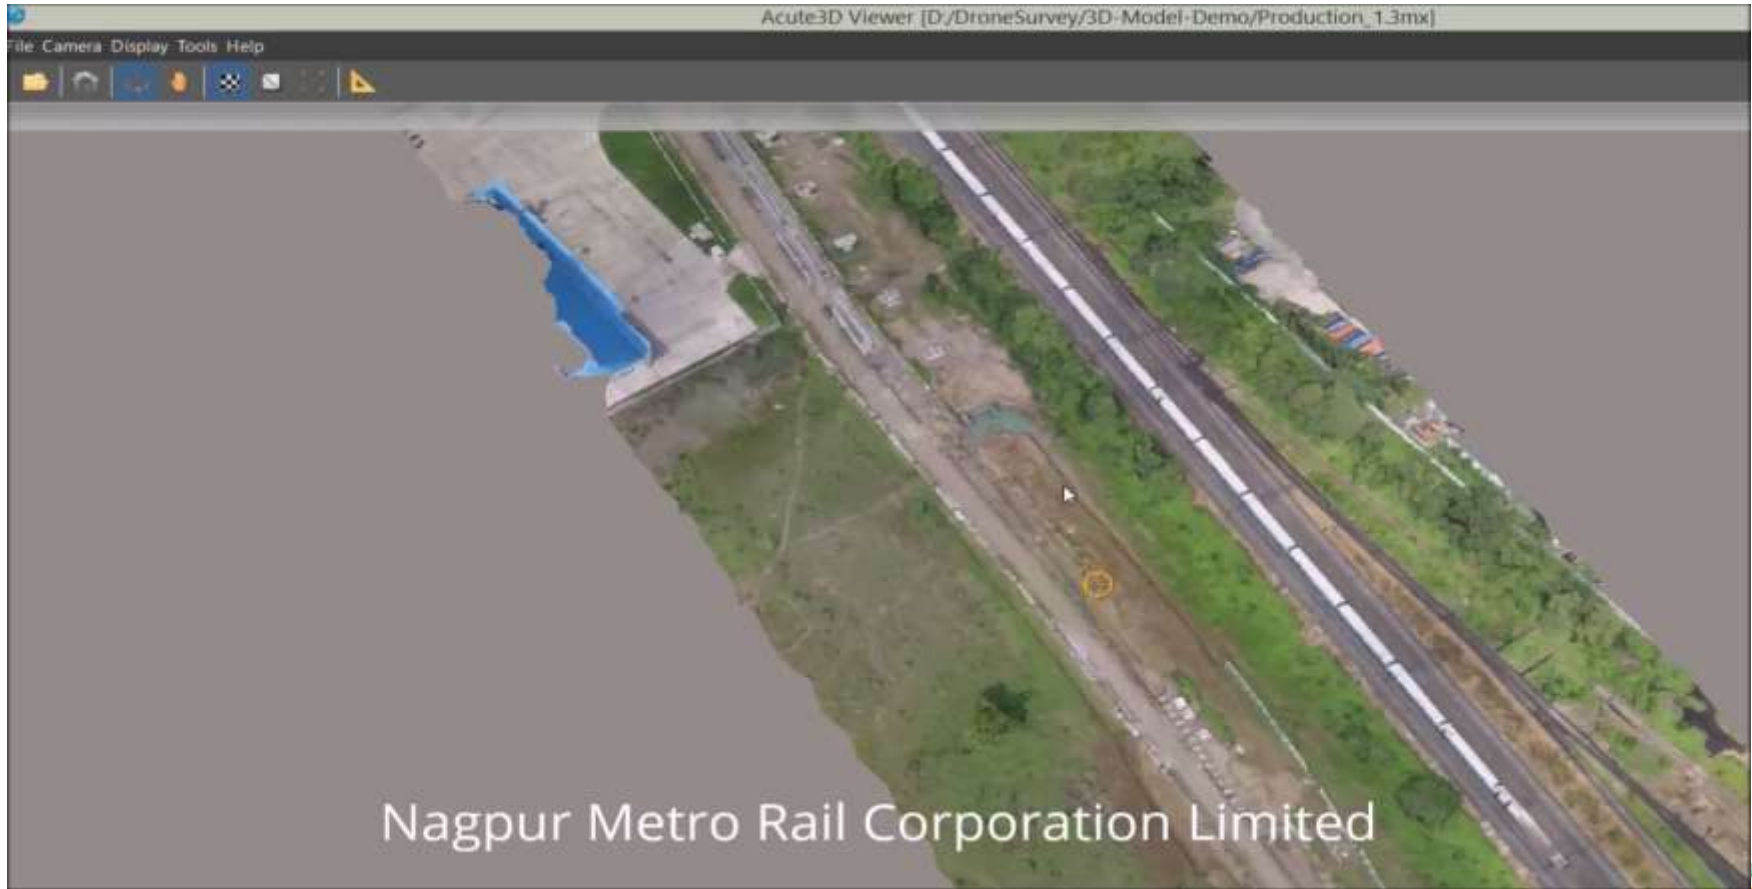 Acute3D Viewer [D:/DroneSurvey/3D-Model-Demo/Production_1.3mx]
File Camera Display Tools Help
Nagpur Metro Rail Corporation Limited